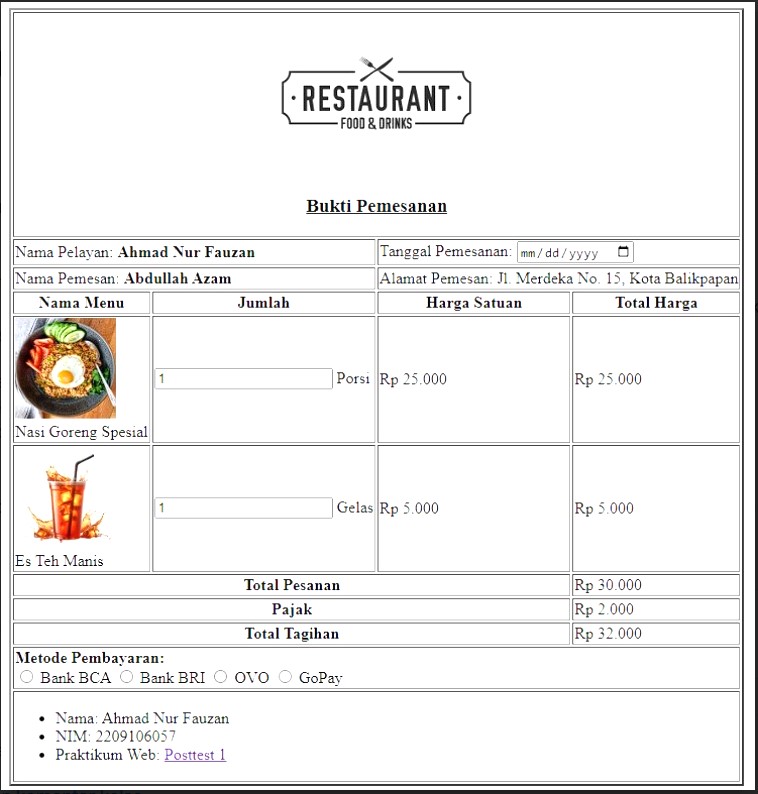 · RESTAURANT ·
FOOD & DRINKS
Bukti Pemesanan
Nama Pelayan: Ahmad Nur Fauzan
Tanggal Pemesanan: mm/dd/yyyy
Nama Pemesan: Abdullah Azam
Alamat Pemesan: Jl. Merdeka No. 15, Kota Balikpapan
Nama Menu Jumlah Harga Satuan Total Harga
1 Porsi Rp 25.000 Rp 25.000
Nasi Goreng Spesial
1 Gelas Rp 5.000 Rp 5.000
Es Teh Manis
Total Pesanan Rp 30.000
Pajak Rp 2.000
Total Tagihan Rp 32.000
Metode Pembayaran:
Bank BCA Bank BRI OVO GoPay
• Nama: Ahmad Nur Fauzan
• NIM: 2209106057
• Praktikum Web: Posttest 1